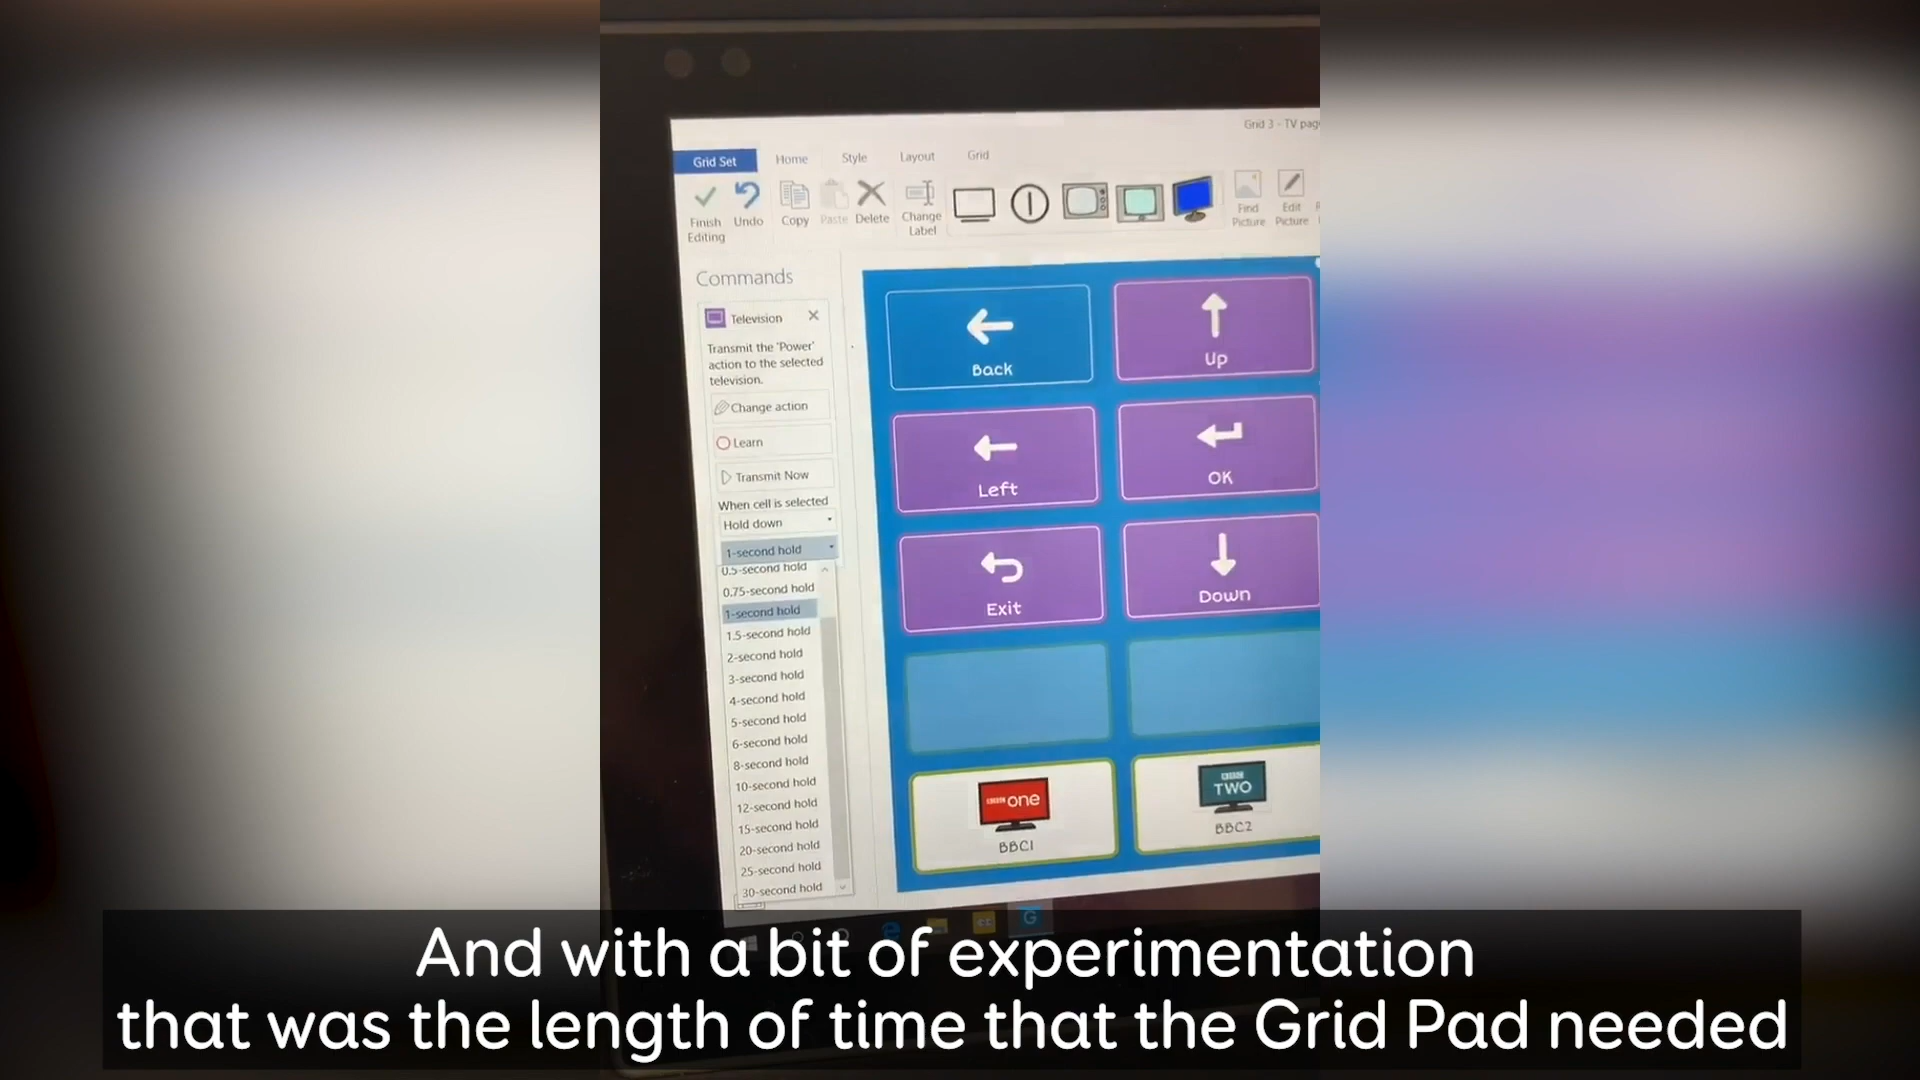 Grid 3 - TV pag
Grid Set
Home
Style
Layout
Grid
Finish
Editing
Undo
Copy
Paste
Delete
Change
Label
Find
Picture
Edit
Picture
Commands
Television
Transmit the 'Power'
action to the selected
television.
Change action
Learn
Transmit Now
When cell is selected
Hold down
1-second hold
0.5-second hold
0.75-second hold
1-second hold
1.5-second hold
2-second hold
3-second hold
4-second hold
5-second hold
6-second hold
8-second hold
10-second hold
12-second hold
15-second hold
20-second hold
25-second hold
30-second hold
Back
Up
Left
OK
Exit
Down
BBC one
BBC1
BBC TWO
BBC2
And with a bit of experimentation
that was the length of time that the Grid Pad needed